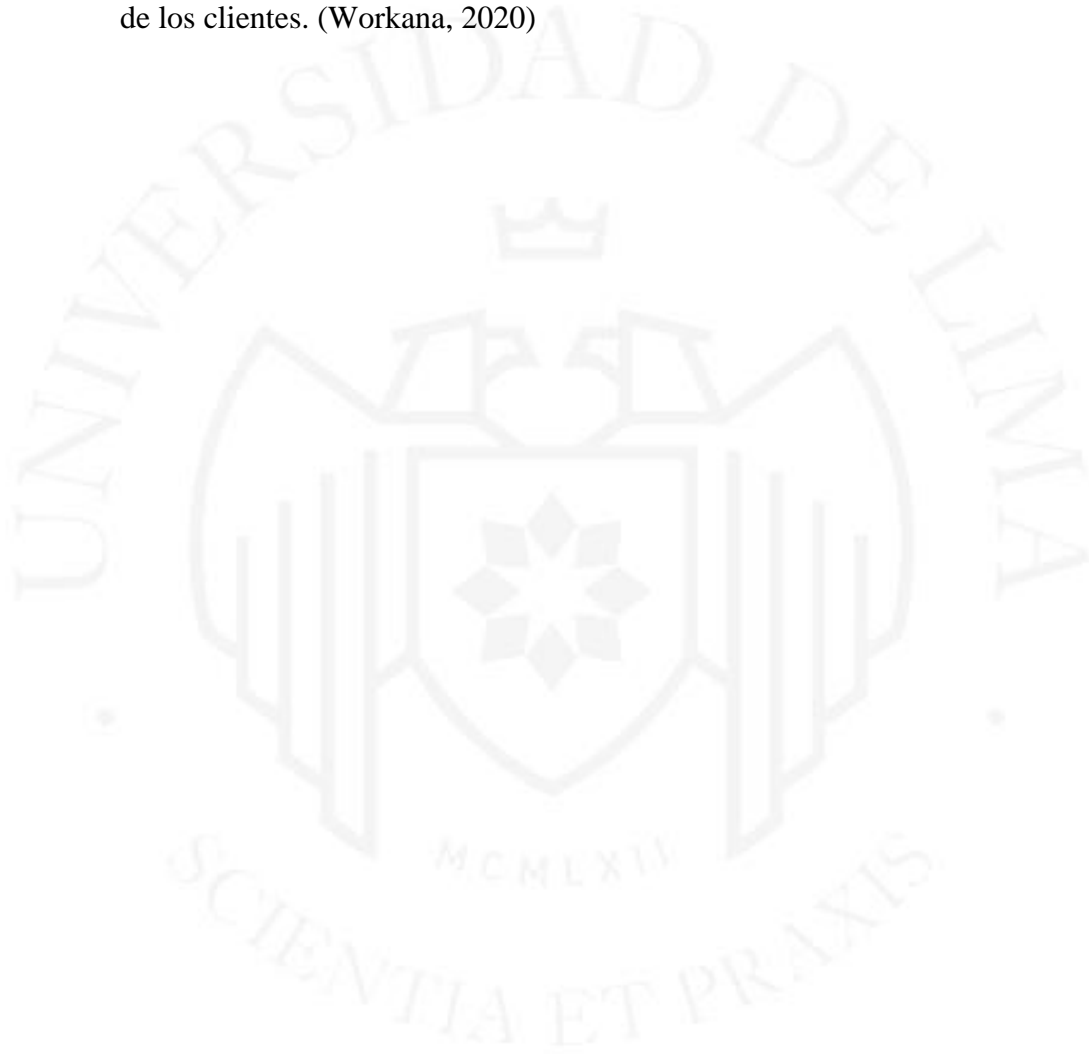 de los clientes. (Workana, 2020)
UNIVERSIDAD DE LIMA
MCMLXII
SCIENTIA ET PRAXIS